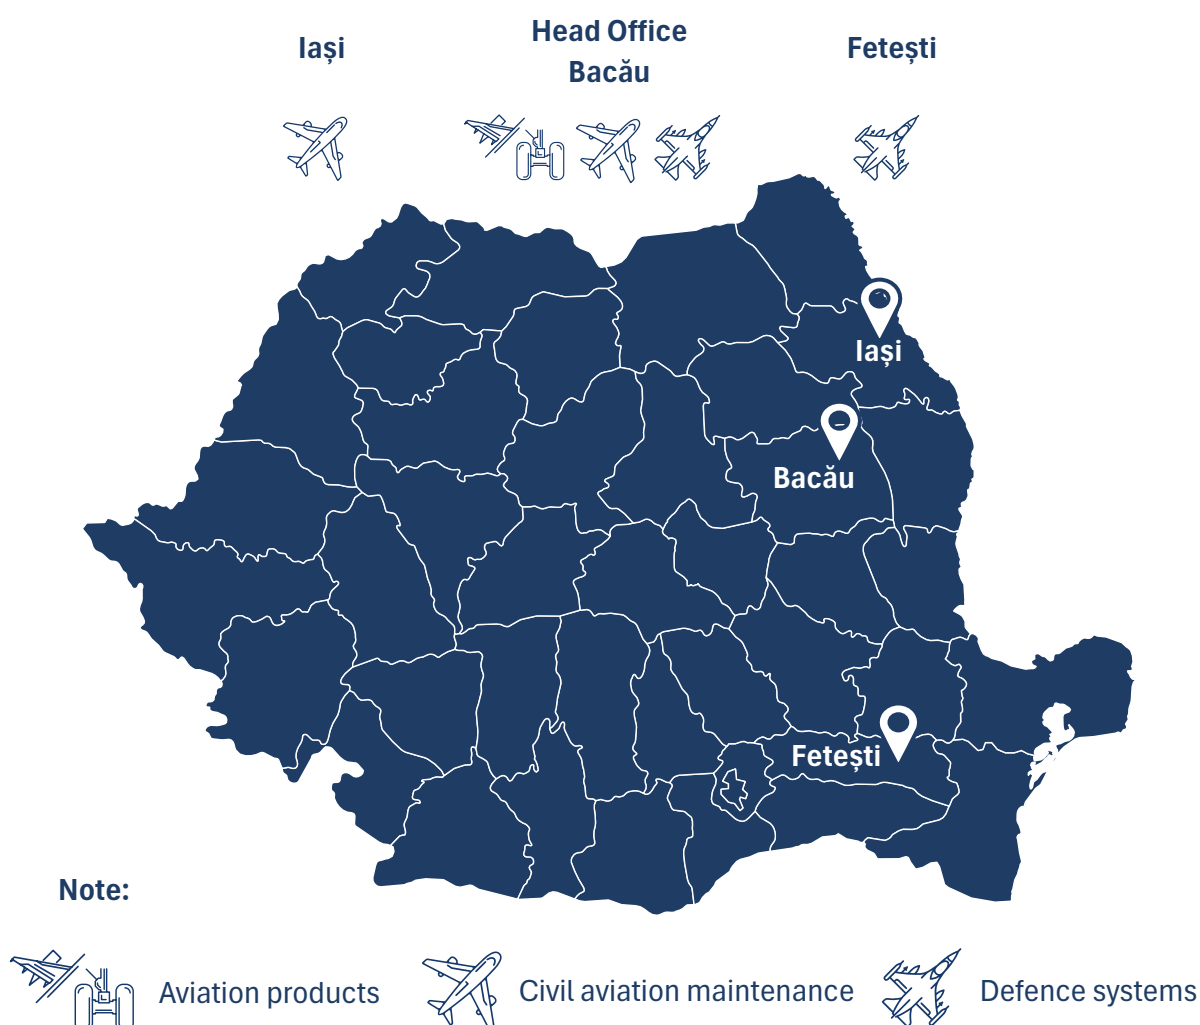 Iași
Head Office
Bacău
Fetești
Iași
Bacău
Fetești
Note:
Aviation products
Civil aviation maintenance
Defence systems